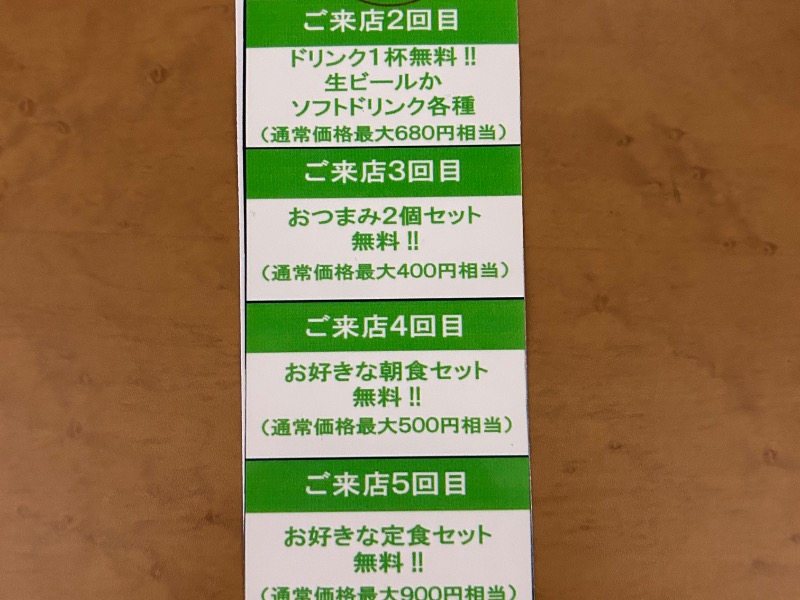 ご来店2回目
ドリンク1杯無料!!
生ビールか
ソフトドリンク各種
(通常価格最大680円相当)
ご来店3回目
おつまみ2個セット
無料!!
(通常価格最大400円相当)
ご来店4回目
お好きな朝食セット
無料!!
(通常価格最大500円相当)
ご来店5回目
お好きな定食セット
無料!!
(通常価格最大900円相当)